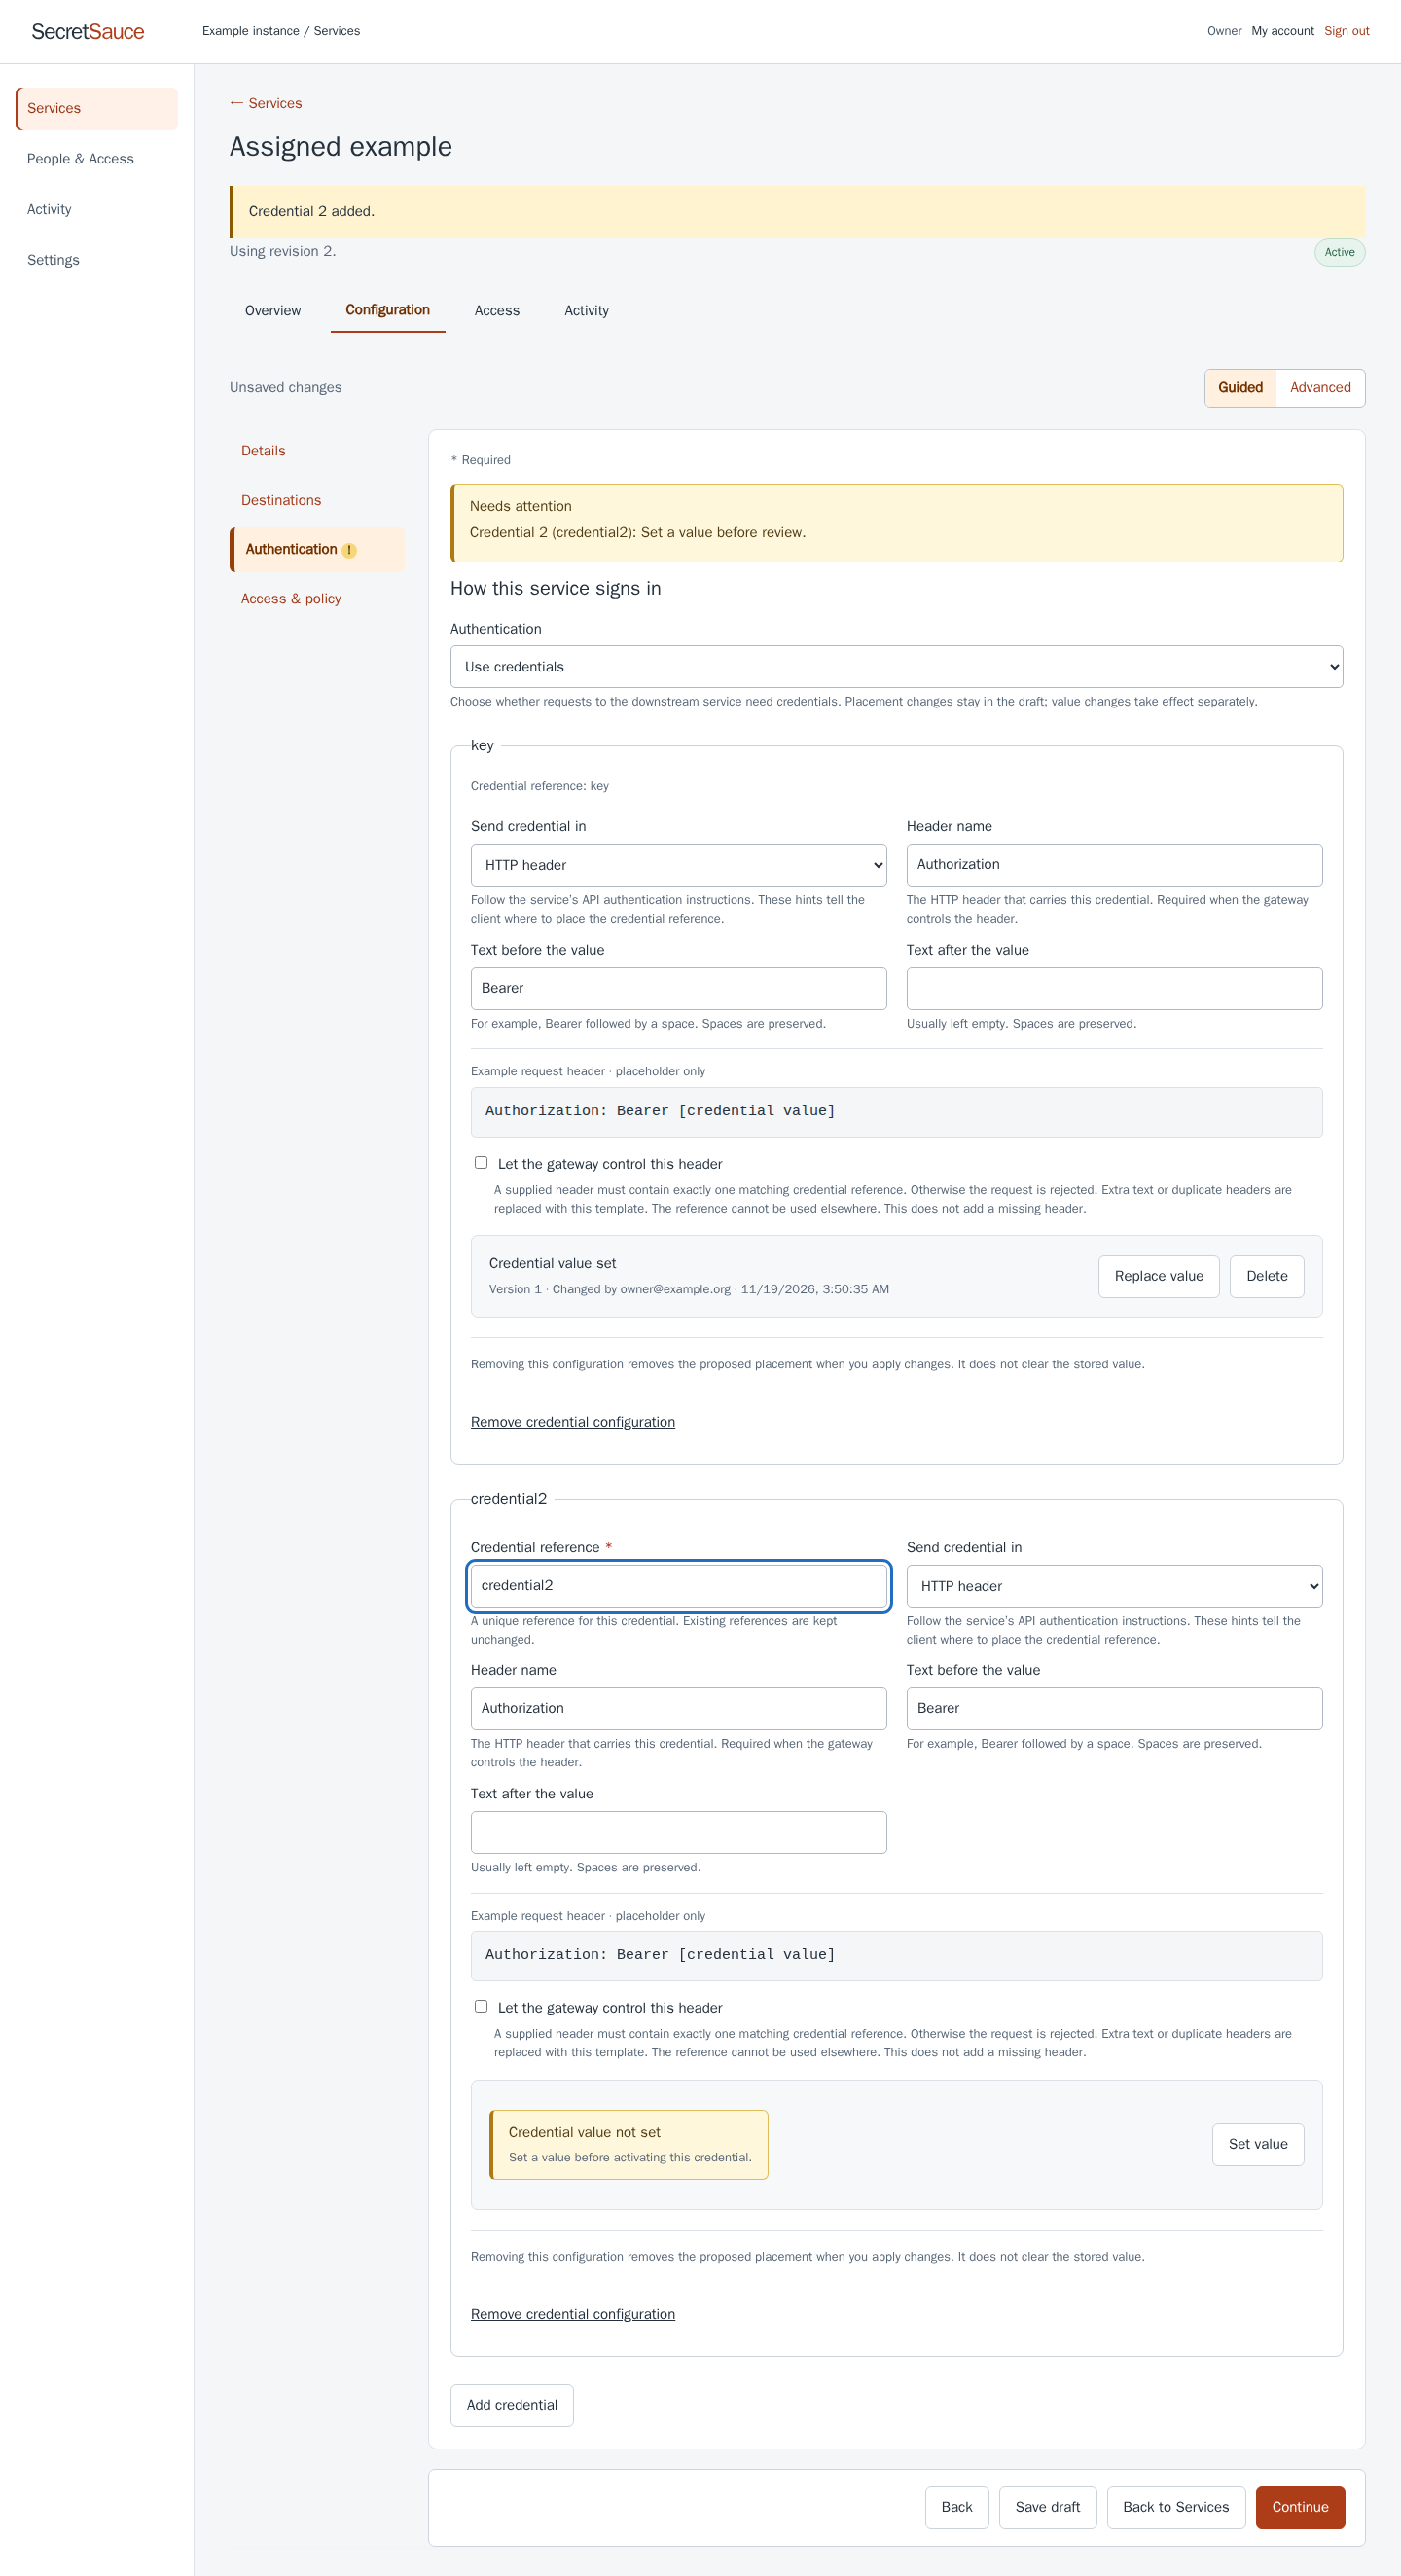 SecretSauce
Example instance / Services
Owner My account Sign out
Services
People & Access
Activity
Settings
← Services
Assigned example
Credential 2 added.
Using revision 2.
Active
Overview Configuration Access Activity
Unsaved changes
Guided Advanced
Details
Destinations
Authentication !
Access & policy
* Required
Needs attention
Credential 2 (credential2): Set a value before review.
How this service signs in
Authentication
Use credentials
Choose whether requests to the downstream service need credentials. Placement changes stay in the draft; value changes take effect separately.
key
Credential reference: key
Send credential in
HTTP header
Follow the service's API authentication instructions. These hints tell the
client where to place the credential reference.
Header name
Authorization
The HTTP header that carries this credential. Required when the gateway
controls the header.
Text before the value
Bearer
For example, Bearer followed by a space. Spaces are preserved.
Text after the value
Usually left empty. Spaces are preserved.
Example request header · placeholder only
Authorization: Bearer [credential value]
Let the gateway control this header
A supplied header must contain exactly one matching credential reference. Otherwise the request is rejected. Extra text or duplicate headers are
replaced with this template. The reference cannot be used elsewhere. This does not add a missing header.
Credential value set
Version 1 · Changed by owner@example.org · 11/19/2026, 3:50:35 AM
Replace value
Delete
Removing this configuration removes the proposed placement when you apply changes. It does not clear the stored value.
Remove credential configuration
credential2
Credential reference *
credential2
A unique reference for this credential. Existing references are kept
unchanged.
Send credential in
HTTP header
Follow the service's API authentication instructions. These hints tell the
client where to place the credential reference.
Header name
Authorization
The HTTP header that carries this credential. Required when the gateway
controls the header.
Text before the value
Bearer
For example, Bearer followed by a space. Spaces are preserved.
Text after the value
Usually left empty. Spaces are preserved.
Example request header · placeholder only
Authorization: Bearer [credential value]
Let the gateway control this header
A supplied header must contain exactly one matching credential reference. Otherwise the request is rejected. Extra text or duplicate headers are
replaced with this template. The reference cannot be used elsewhere. This does not add a missing header.
Credential value not set
Set a value before activating this credential.
Set value
Removing this configuration removes the proposed placement when you apply changes. It does not clear the stored value.
Remove credential configuration
Add credential
Back
Save draft
Back to Services
Continue